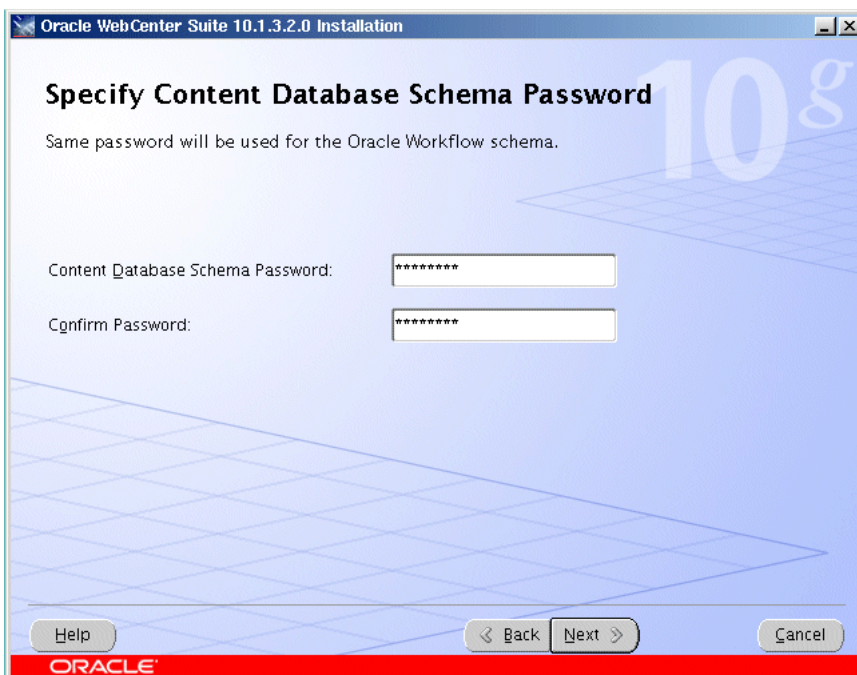 Oracle WebCenter Suite 10.1.3.2.0 Installation
10g
Specify Content Database Schema Password
Same password will be used for the Oracle Workflow schema.
Content Database Schema Password:
********
Confirm Password:
********
Help
Back
Next
Cancel
ORACLE